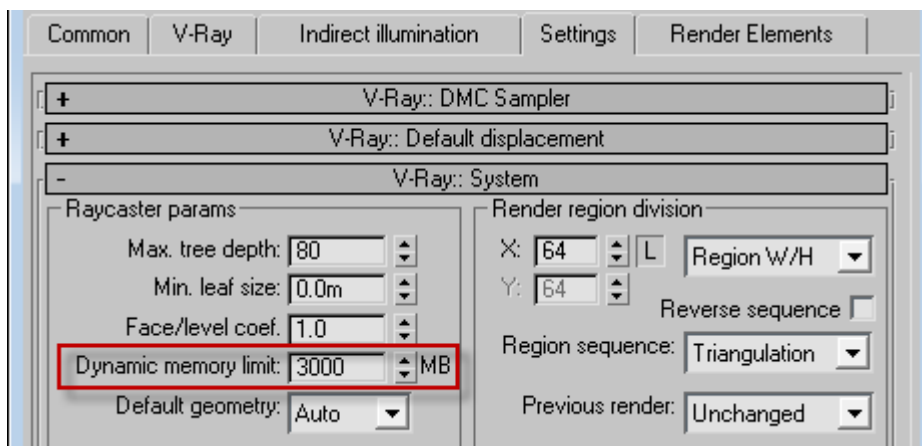 Common V-Ray Indirect illumination Settings Render Elements
+ V-Ray:: DMC Sampler
+ V-Ray:: Default displacement
- V-Ray:: System
Raycaster params
Max. tree depth: 80
Min. leaf size: 0.0m
Face/level coef. 1.0
Dynamic memory limit: 3000 MB
Default geometry: Auto
Render region division
X: 64 L Region W/H
Y: 64
Reverse sequence
Region sequence: Triangulation
Previous render: Unchanged